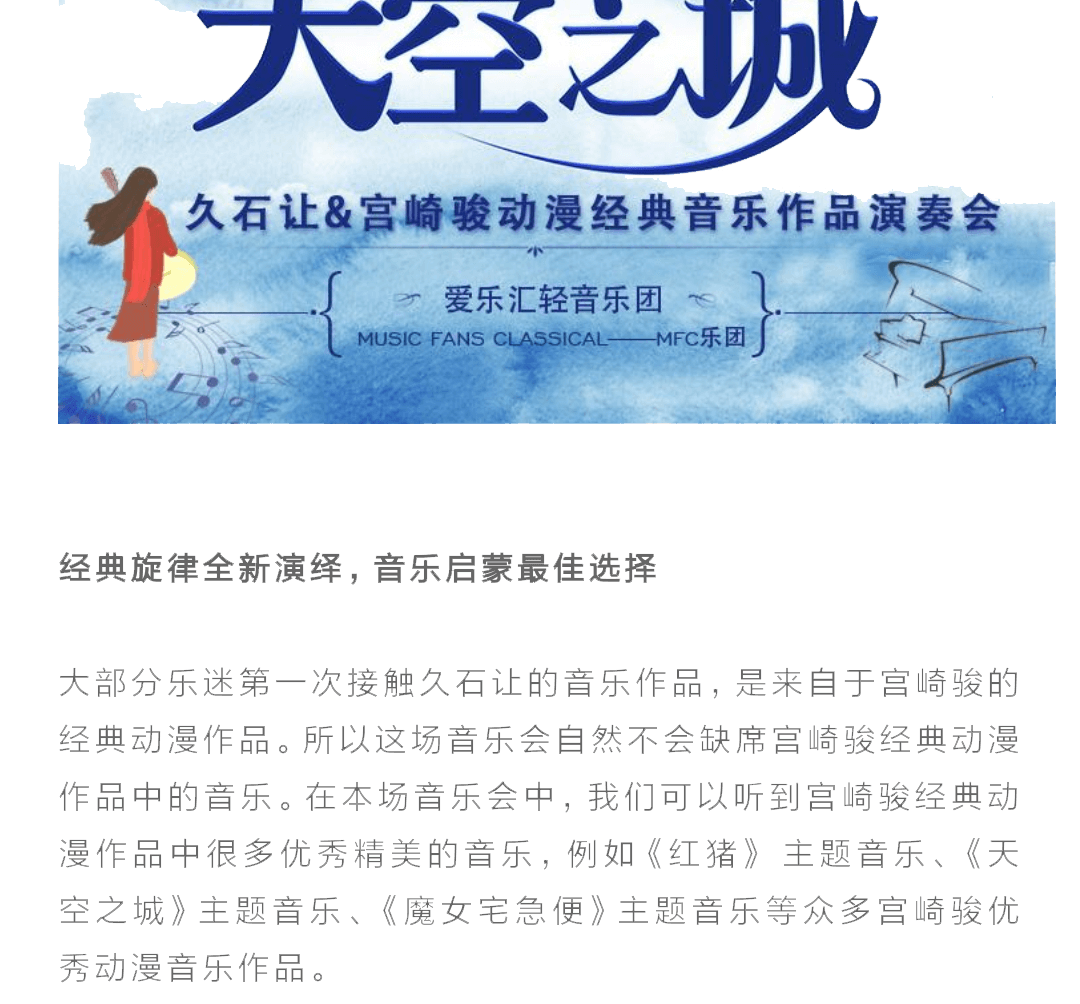 天空之城
久石让&宫崎骏动漫经典音乐作品演奏会
爱乐汇轻音乐团
MUSIC FANS CLASSICAL——MFC乐团
经典旋律全新演绎，音乐启蒙最佳选择
大部分乐迷第一次接触久石让的音乐作品，是来自于宫崎骏的
经典动漫作品。所以这场音乐会自然不会缺席宫崎骏经典动漫
作品中的音乐。在本场音乐会中，我们可以听到宫崎骏经典动
漫作品中很多优秀精美的音乐，例如《红猪》主题音乐、《天
空之城》主题音乐、《魔女宅急便》主题音乐等众多宫崎骏优
秀动漫音乐作品。